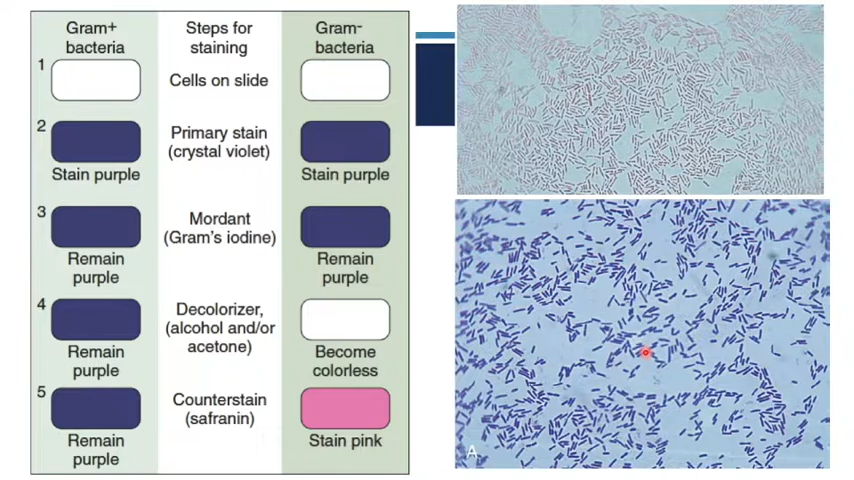 Gram+
bacteria
Steps for
staining
Gram-
bacteria
1
Cells on slide
2
Primary stain
(crystal violet)
Stain purple
Stain purple
3
Mordant
(Gram's iodine)
Remain
purple
Remain
purple
4
Decolorizer,
(alcohol and/or
acetone)
Remain
purple
Become
colorless
5
Counterstain
(safranin)
Remain
purple
Stain pink
A